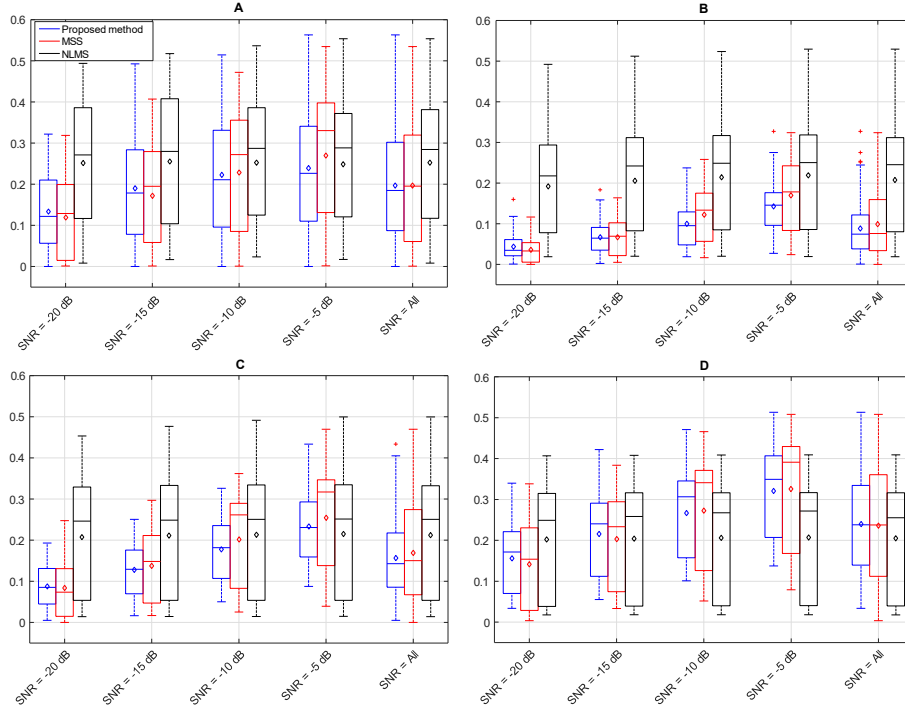 A
0.6
0.5
0.4
0.3
0.2
0.1
0
Proposed method
MSS
NLMS
SNR = -20 dB
SNR = -15 dB
SNR = -10 dB
SNR = -5 dB
SNR = All
B
0.6
0.5
0.4
0.3
0.2
0.1
0
SNR = -20 dB
SNR = -15 dB
SNR = -10 dB
SNR = -5 dB
SNR = All
C
0.6
0.5
0.4
0.3
0.2
0.1
0
SNR = -20 dB
SNR = -15 dB
SNR = -10 dB
SNR = -5 dB
SNR = All
D
0.6
0.5
0.4
0.3
0.2
0.1
0
SNR = -20 dB
SNR = -15 dB
SNR = -10 dB
SNR = -5 dB
SNR = All